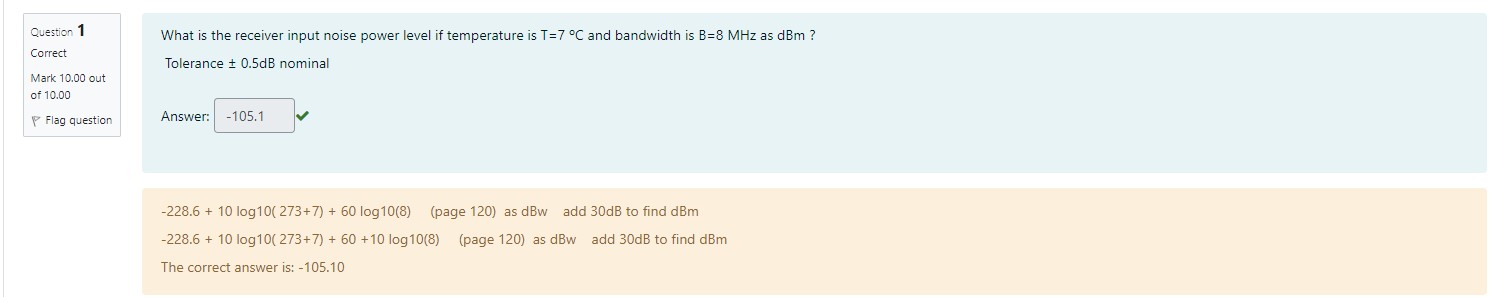 Question 1
Correct
Mark 10.00 out
of 10.00
Flag question
What is the receiver input noise power level if temperature is T=7 ºC and bandwidth is B=8 MHz as dBm ?
Tolerance ± 0.5dB nominal
Answer: -105.1
-228.6 + 10 log10( 273+7) + 60 log10(8) (page 120) as dBw add 30dB to find dBm
-228.6 + 10 log10( 273+7) + 60 +10 log10(8) (page 120) as dBw add 30dB to find dBm
The correct answer is: -105.10